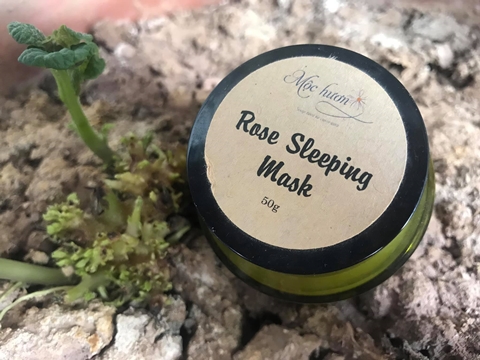 Mộc hươn
Rose Sleeping
Mask
50g